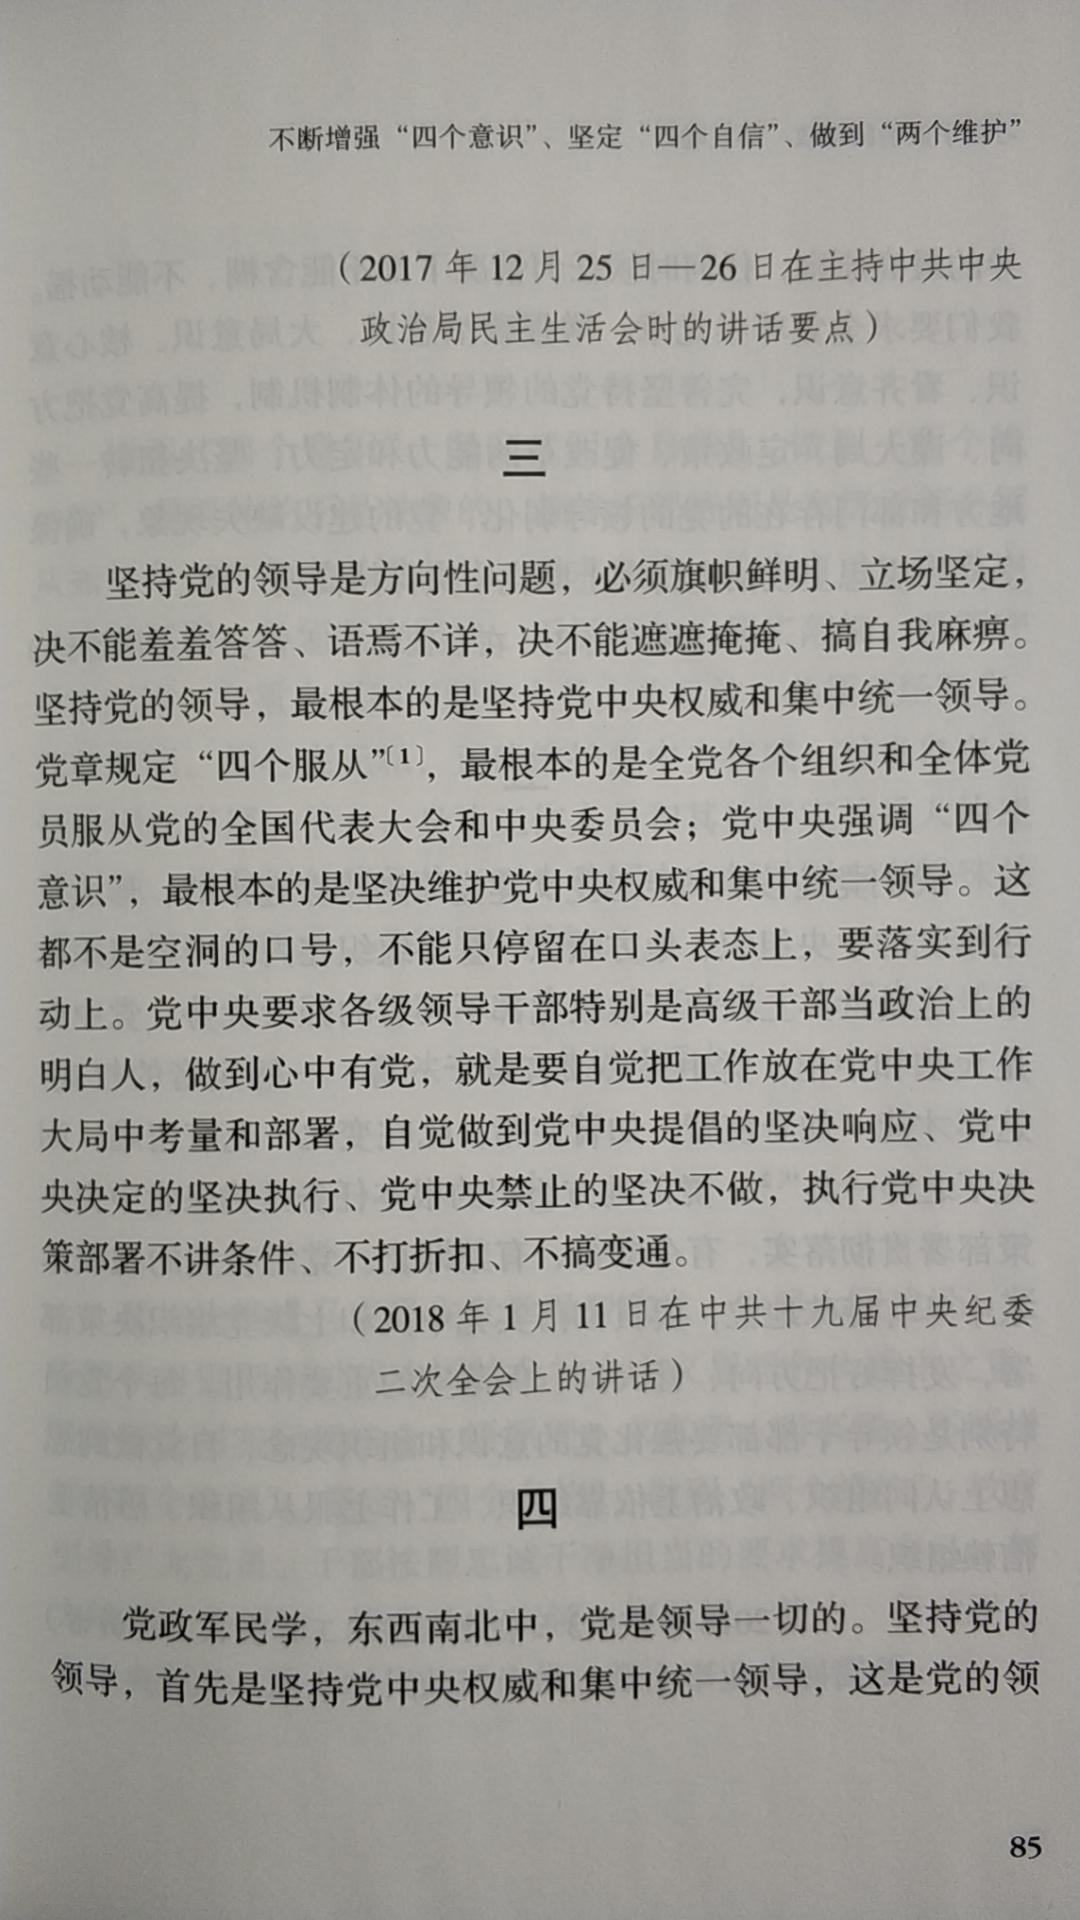 不断增强“四个意识”、坚定“四个自信”、做到“两个维护”
（2017 年 12 月 25 日—26 日在主持中共中央
政治局民主生活会时的讲话要点）
三
坚持党的领导是方向性问题，必须旗帜鲜明、立场坚定，
决不能羞羞答答、语焉不详，决不能遮遮掩掩、搞自我麻痹。
坚持党的领导，最根本的是坚持党中央权威和集中统一领导。
党章规定“四个服从”〔1〕，最根本的是全党各个组织和全体党
员服从党的全国代表大会和中央委员会；党中央强调“四个
意识”，最根本的是坚决维护党中央权威和集中统一领导。这
都不是空洞的口号，不能只停留在口头表态上，要落实到行
动上。党中央要求各级领导干部特别是高级干部当政治上的
明白人，做到心中有党，就是要自觉把工作放在党中央工作
大局中考量和部署，自觉做到党中央提倡的坚决响应、党中
央决定的坚决执行、党中央禁止的坚决不做，执行党中央决
策部署不讲条件、不打折扣、不搞变通。
（2018 年 1 月 11 日在中共十九届中央纪委
二次全会上的讲话）
四
党政军民学，东西南北中，党是领导一切的。坚持党的
领导，首先是坚持党中央权威和集中统一领导，这是党的领
85